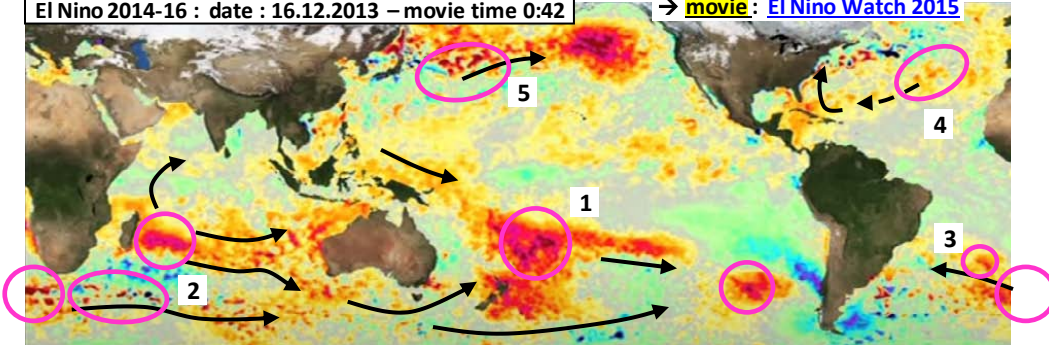 El Nino 2014-16 : date : 16.12.2013 – movie time 0:42
→ movie : El Nino Watch 2015
5
4
1
3
2